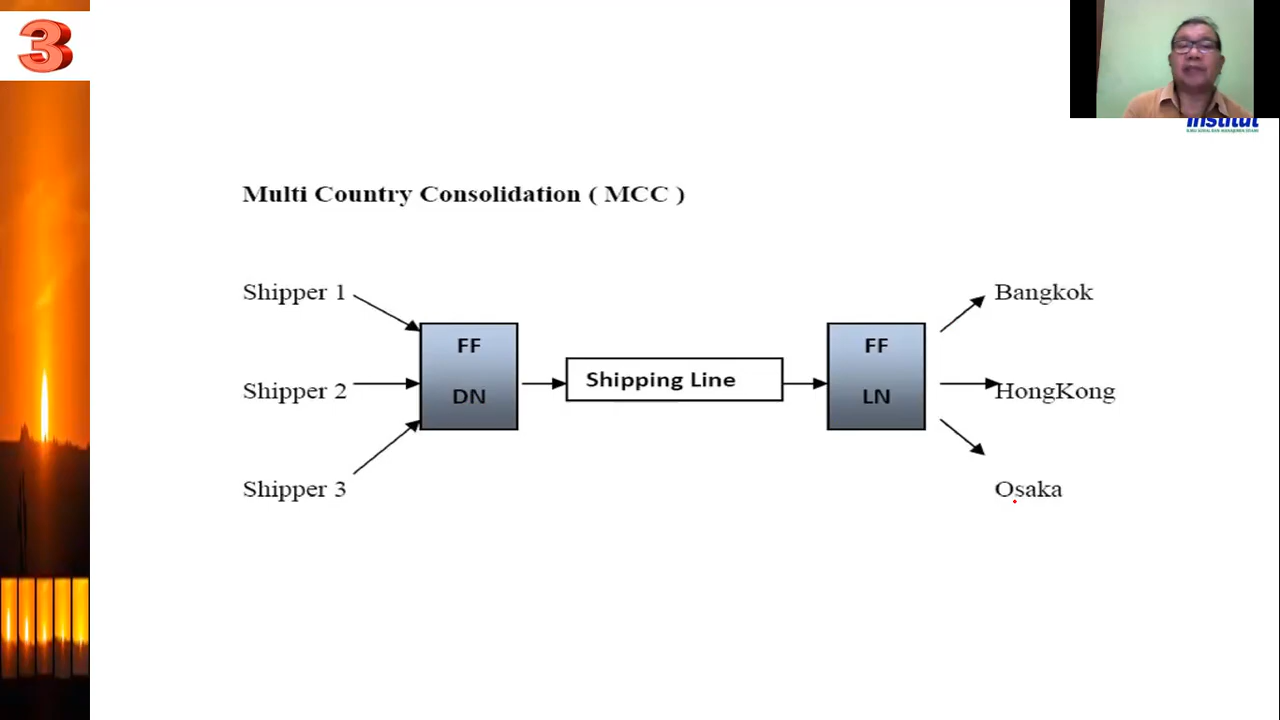 3
institut
Multi Country Consolidation ( MCC )
Shipper 1
Bangkok
FF
FF
Shipping Line
Shipper 2
HongKong
DN
LN
Shipper 3
Osaka